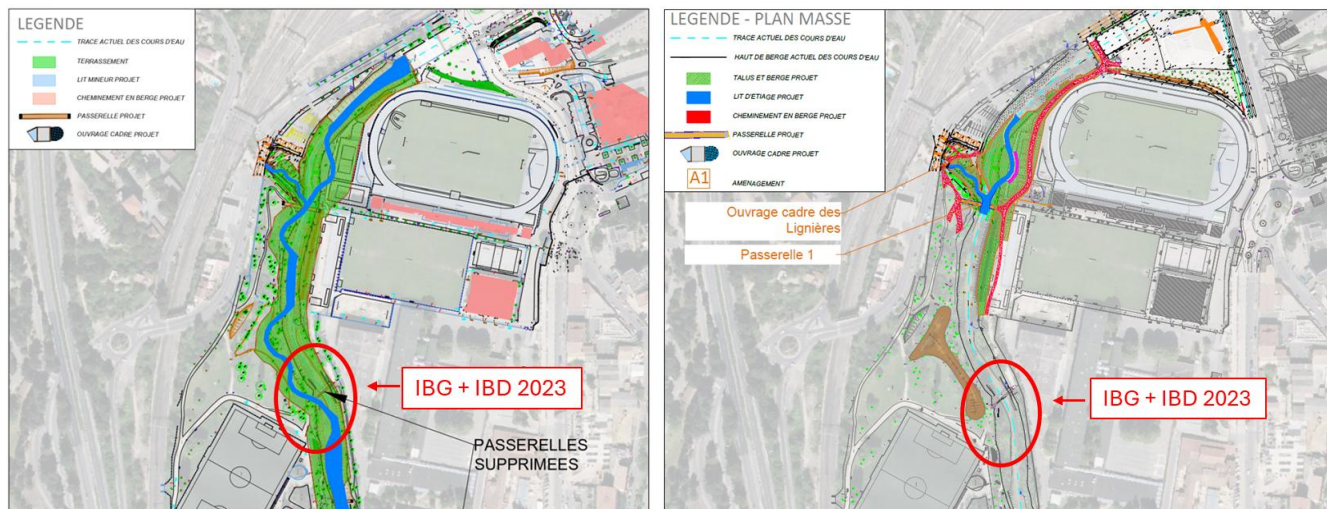 LEGENDE
TRACE ACTUEL DES COURS D'EAU
TERRASSEMENT
LIT MINEUR PROJET
CHEMINEMENT EN BERGE PROJET
PASSERELLE PROJET
OUVRAGE CADRE PROJET
IBG + IBD 2023
PASSERELLES
SUPPRIMEES
LEGENDE - PLAN MASSE
TRACE ACTUEL DES COURS D'EAU
HAUT DE BERGE ACTUEL DES COURS D'EAU
TALUS ET BERGE PROJET
LIT D'ETIAGE PROJET
CHEMINEMENT EN BERGE PROJET
PASSERELLE PROJET
OUVRAGE CADRE PROJET
A1 AMENAGEMENT
Ouvrage cadre des
Lignières
Passerelle 1
IBG + IBD 2023